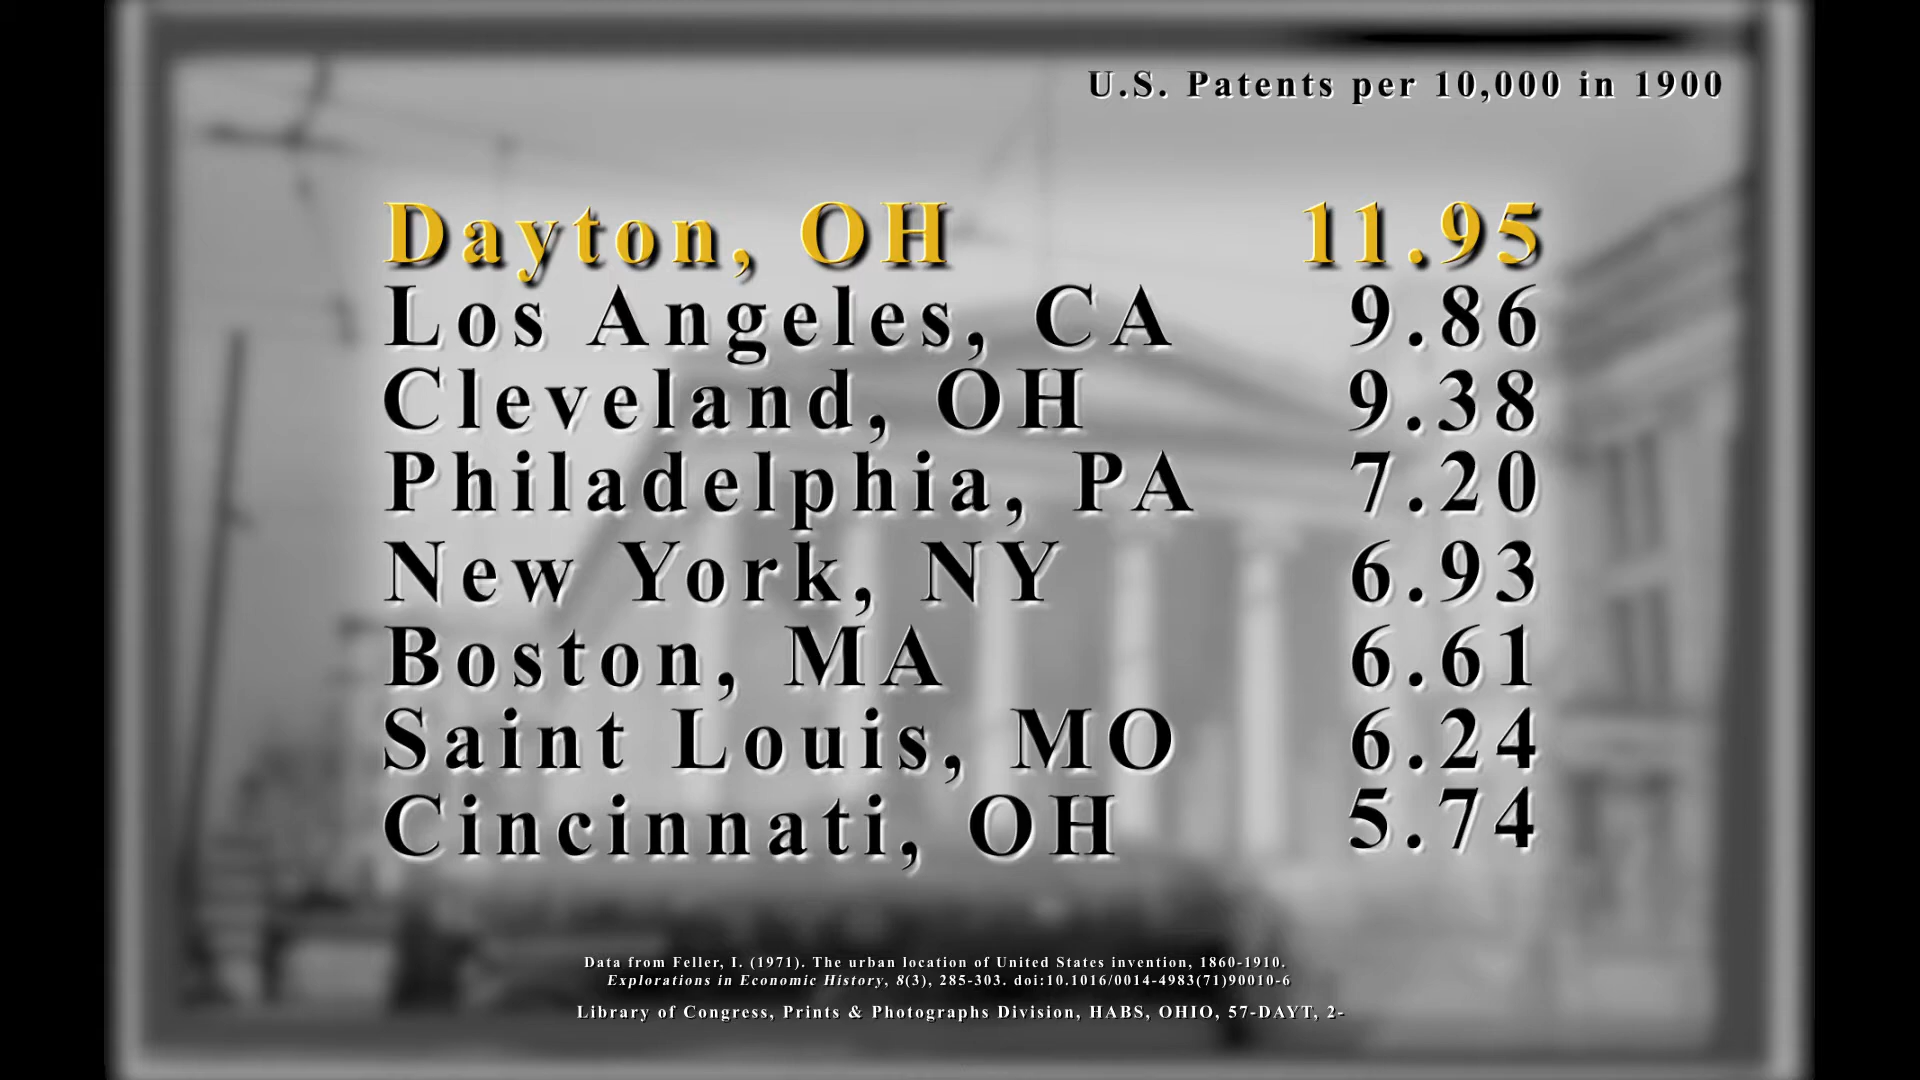 U.S. Patents per 10,000 in 1900
Dayton, OH 11.95
Los Angeles, CA 9.86
Cleveland, OH 9.38
Philadelphia, PA 7.20
New York, NY 6.93
Boston, MA 6.61
Saint Louis, MO 6.24
Cincinnati, OH 5.74
Data from Feller, I. (1971). The urban location of United States invention, 1860-1910.
Explorations in Economic History, 8(3), 285-303. doi:10.1016/0014-4983(71)90010-6
Library of Congress, Prints & Photographs Division, HABS, OHIO, 57-DAYT, 2-